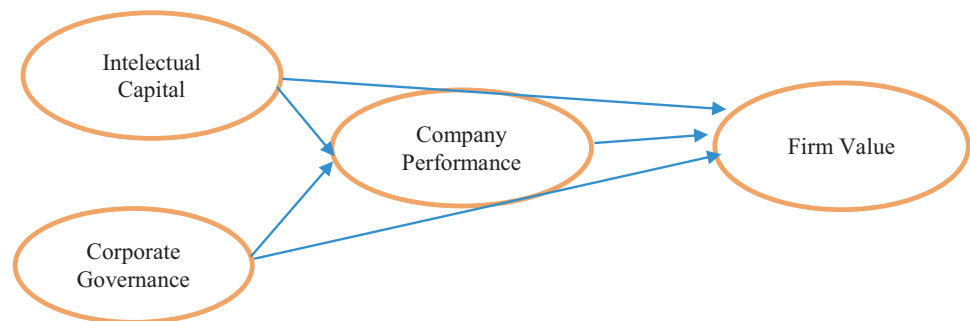 Intelectual
Capital
Company
Performance
Firm Value
Corporate
Governance